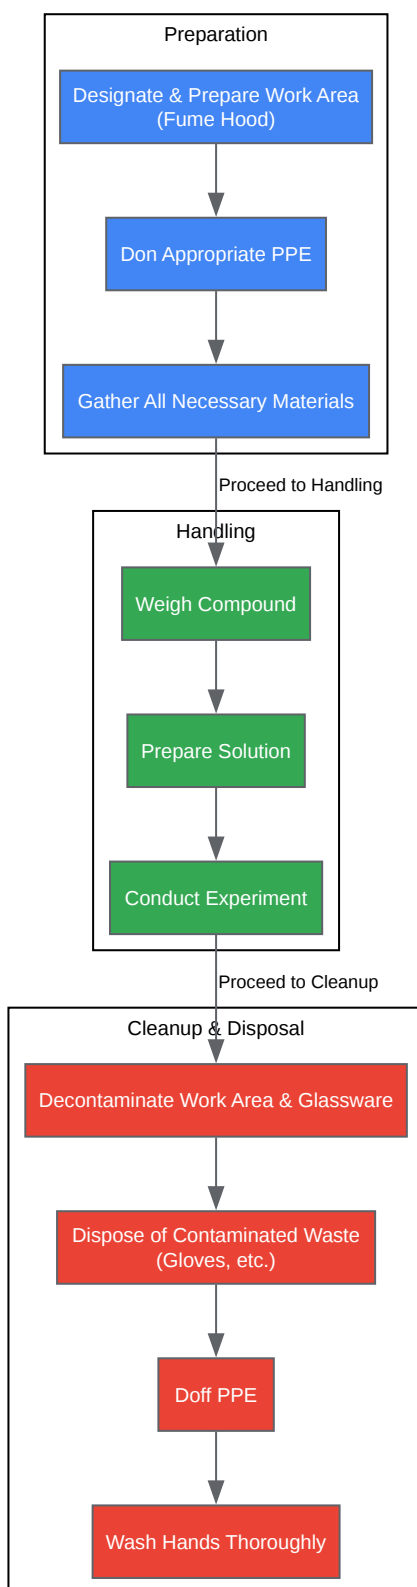 Preparation
Designate & Prepare Work Area
(Fume Hood)
Don Appropriate PPE
Gather All Necessary Materials
Proceed to Handling
Handling
Weigh Compound
Prepare Solution
Conduct Experiment
Proceed to Cleanup
Cleanup & Disposal
Decontaminate Work Area & Glassware
Dispose of Contaminated Waste
(Gloves, etc.)
Doff PPE
Wash Hands Thoroughly